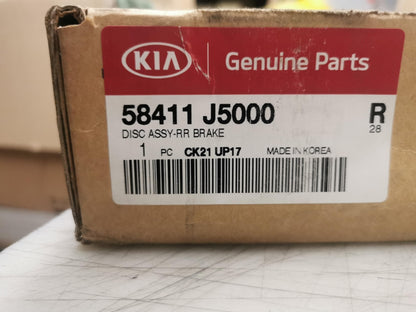 KIA Genuine Parts
58411 J5000 R
DISC ASSY-RR BRAKE 28
1 PC CK21 UP17 MADE IN KOREA